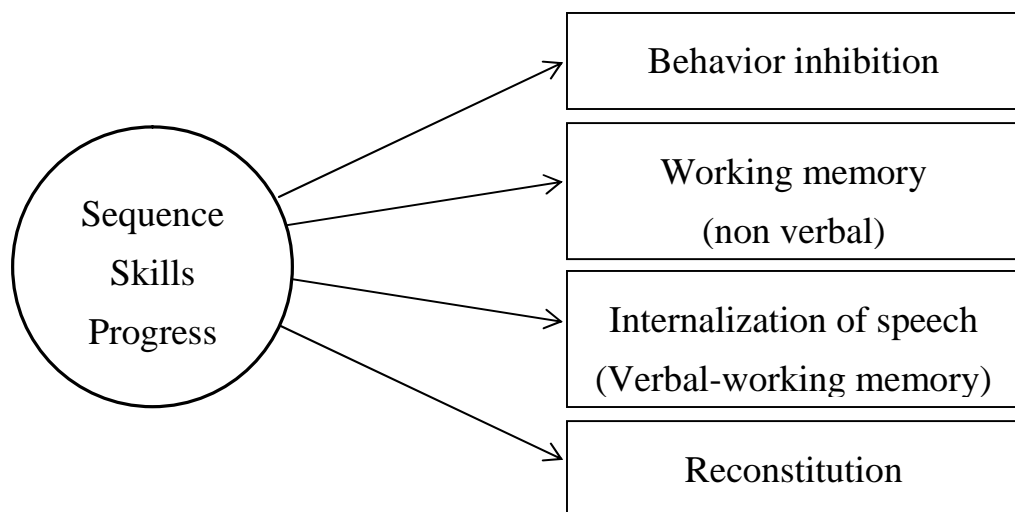 Sequence
Skills
Progress
Behavior inhibition
Working memory
(non verbal)
Internalization of speech
(Verbal-working memory)
Reconstitution